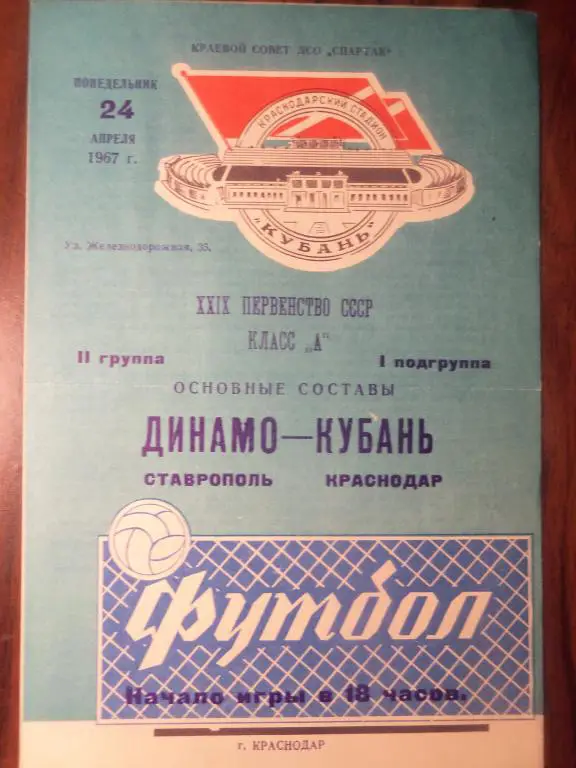 КРАЕВОЙ СОВЕТ ДСО „СПАРТАК"
ПОНЕДЕЛЬНИК
24
АПРЕЛЯ
1967 г.
КРАСНОДАРСКИЙ СТАДИОН
„КУБАНЬ"
Ул. Железнодорожная, 35.
XXIX ПЕРВЕНСТВО СССР
КЛАСС „А"
II группа
I подгруппа
ОСНОВНЫЕ СОСТАВЫ
ДИНАМО—КУБАНЬ
СТАВРОПОЛЬ КРАСНОДАР
футбол
Начало игры в 18 часов.
г. КРАСНОДАР